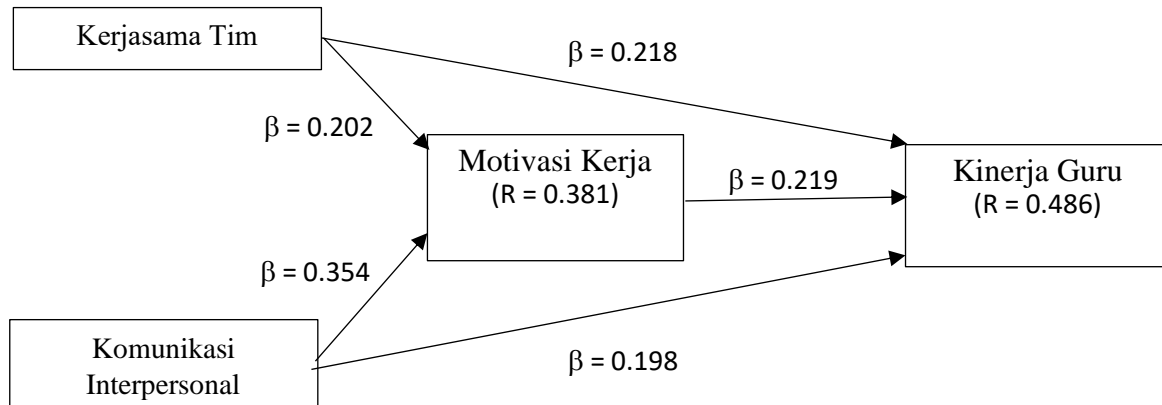 Kerjasama Tim
β = 0.218
β = 0.202
Motivasi Kerja
(R = 0.381)
β = 0.219
Kinerja Guru
(R = 0.486)
β = 0.354
Komunikasi
Interpersonal
β = 0.198